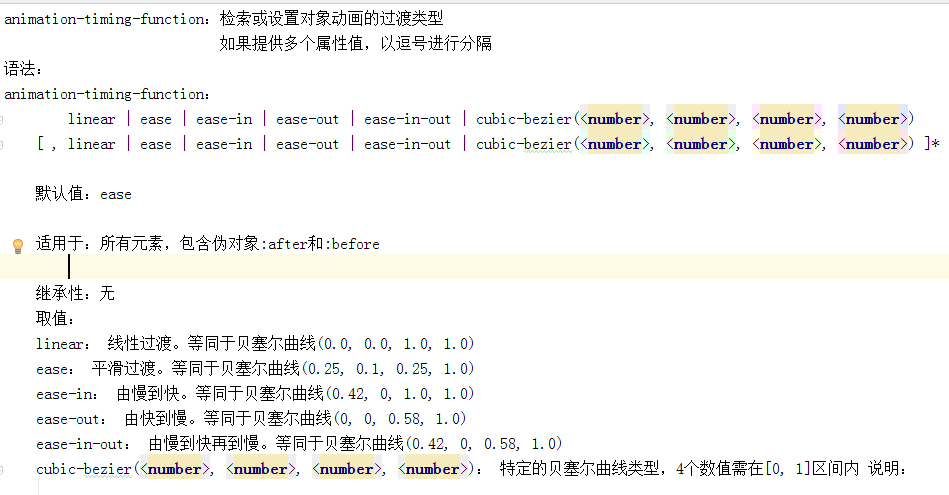 animation-timing-function：检索或设置对象动画的过渡类型
如果提供多个属性值，以逗号进行分隔
语法：
animation-timing-function：
linear | ease | ease-in | ease-out | ease-in-out | cubic-bezier(<number>, <number>, <number>, <number>)
[ , linear | ease | ease-in | ease-out | ease-in-out | cubic-bezier(<number>, <number>, <number>, <number>) ]*
默认值：ease
适用于：所有元素，包含伪对象:after和:before
继承性：无
取值：
linear： 线性过渡。等同于贝塞尔曲线(0.0, 0.0, 1.0, 1.0)
ease： 平滑过渡。等同于贝塞尔曲线(0.25, 0.1, 0.25, 1.0)
ease-in： 由慢到快。等同于贝塞尔曲线(0.42, 0, 1.0, 1.0)
ease-out： 由快到慢。等同于贝塞尔曲线(0, 0, 0.58, 1.0)
ease-in-out： 由慢到快再到慢。等同于贝塞尔曲线(0.42, 0, 0.58, 1.0)
cubic-bezier(<number>, <number>, <number>, <number>)： 特定的贝塞尔曲线类型，4个数值需在[0, 1]区间内 说明：